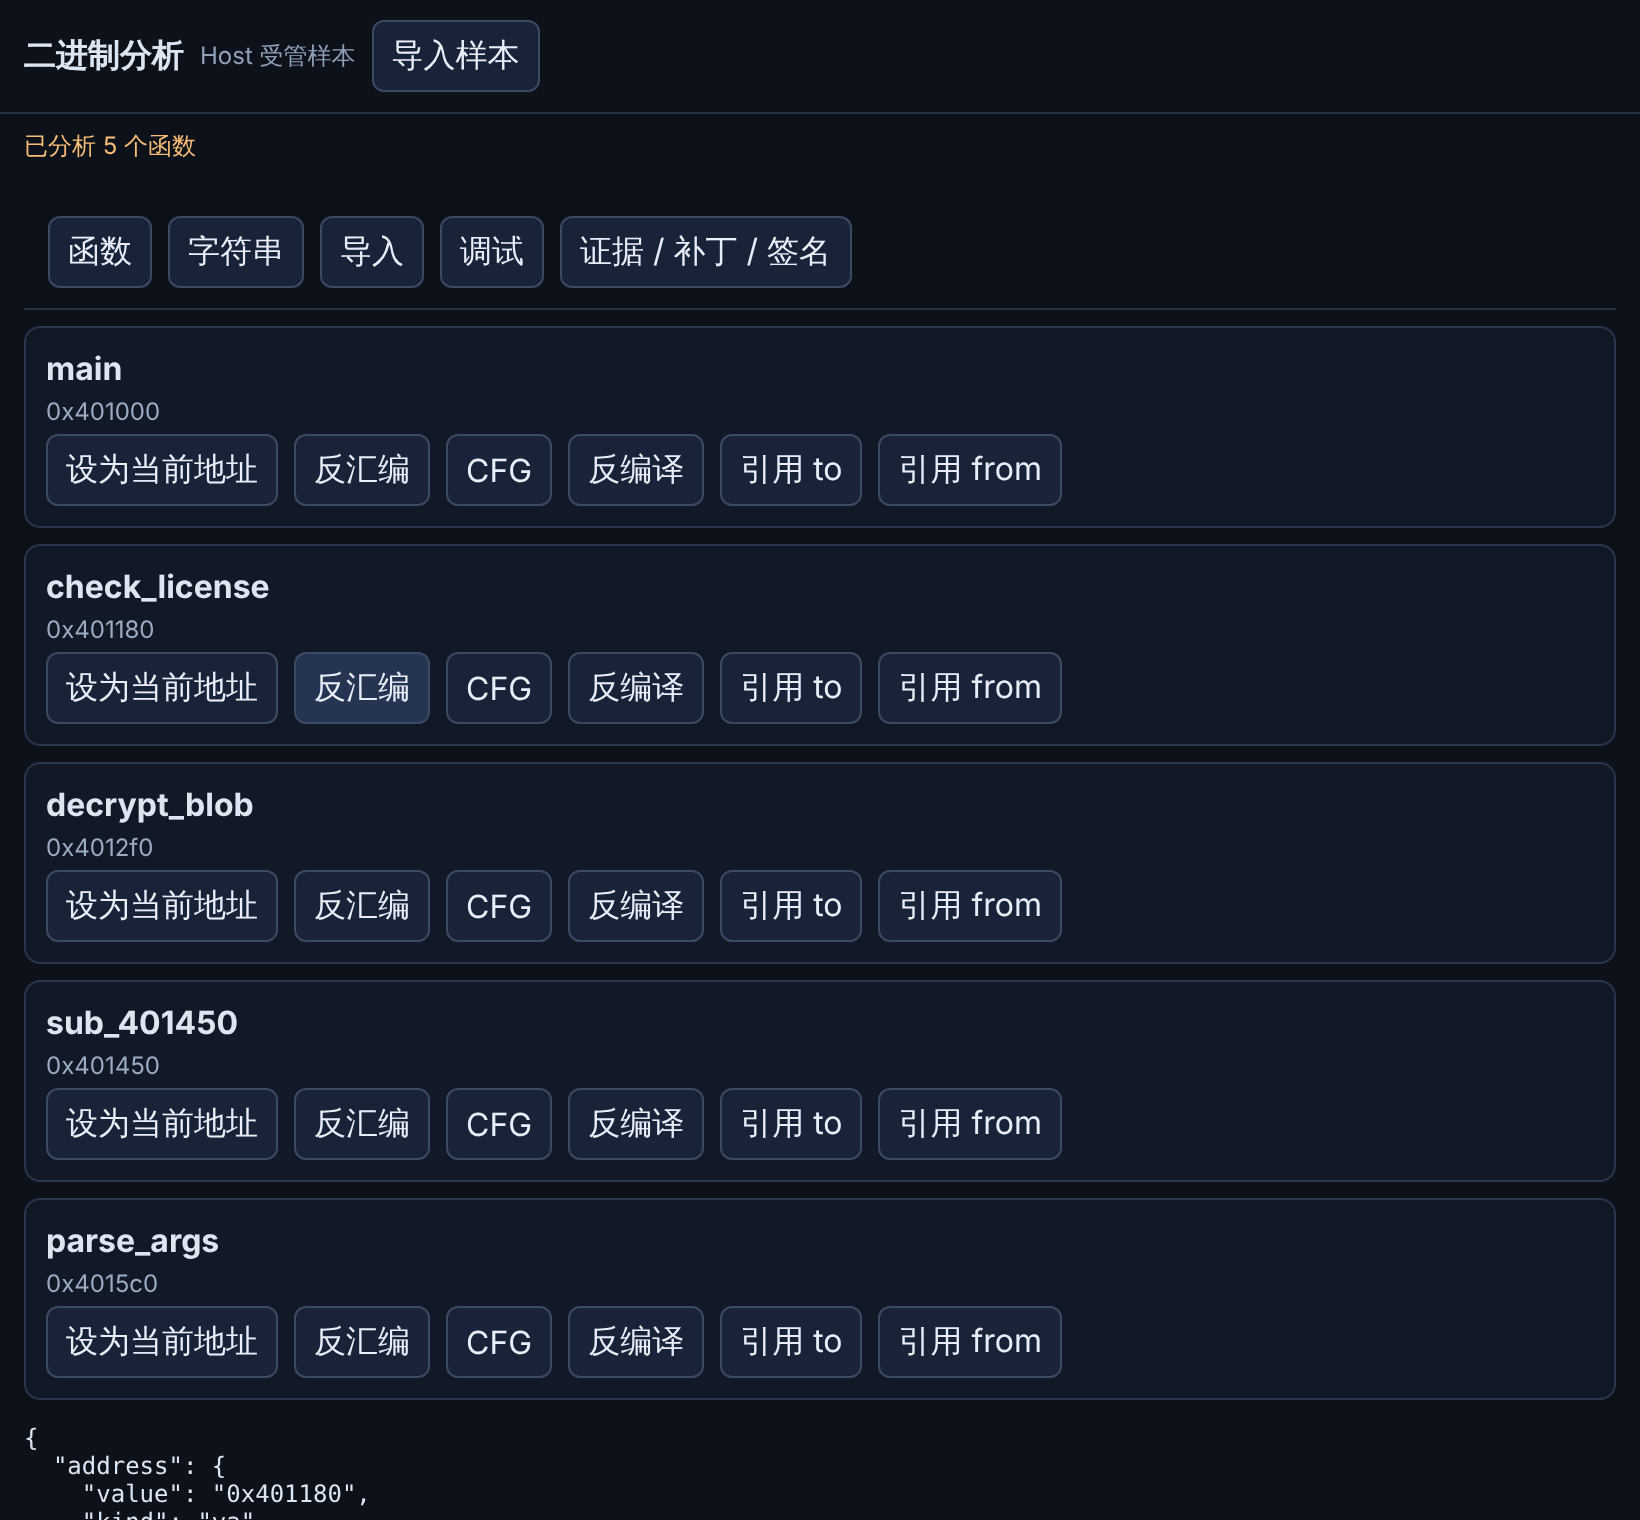 二进制分析 Host 受管样本 导入样本
已分析 5 个函数
函数 字符串 导入 调试 证据 / 补丁 / 签名
main
0x401000
设为当前地址 反汇编 CFG 反编译 引用 to 引用 from
check_license
0x401180
设为当前地址 反汇编 CFG 反编译 引用 to 引用 from
decrypt_blob
0x4012f0
设为当前地址 反汇编 CFG 反编译 引用 to 引用 from
sub_401450
0x401450
设为当前地址 反汇编 CFG 反编译 引用 to 引用 from
parse_args
0x4015c0
设为当前地址 反汇编 CFG 反编译 引用 to 引用 from
{
  "address": {
    "value": "0x401180",
    "kind": "va"